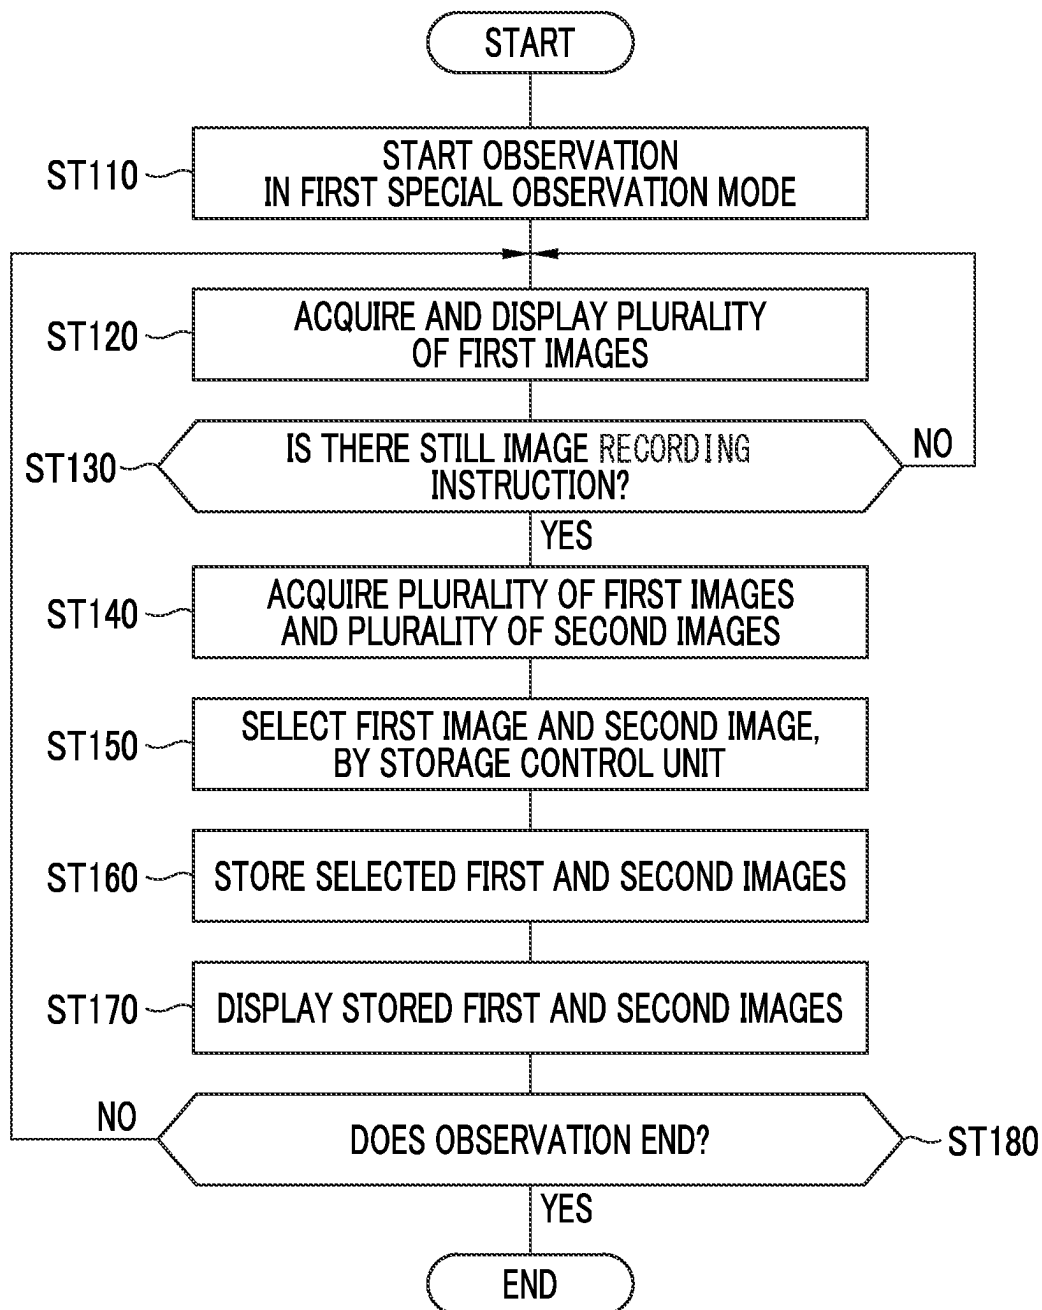 START
ST110
START OBSERVATION
IN FIRST SPECIAL OBSERVATION MODE
ST120
ACQUIRE AND DISPLAY PLURALITY
OF FIRST IMAGES
ST130
IS THERE STILL IMAGE RECORDING
INSTRUCTION?
NO
YES
ST140
ACQUIRE PLURALITY OF FIRST IMAGES
AND PLURALITY OF SECOND IMAGES
ST150
SELECT FIRST IMAGE AND SECOND IMAGE,
BY STORAGE CONTROL UNIT
ST160
STORE SELECTED FIRST AND SECOND IMAGES
ST170
DISPLAY STORED FIRST AND SECOND IMAGES
NO
DOES OBSERVATION END?
ST180
YES
END